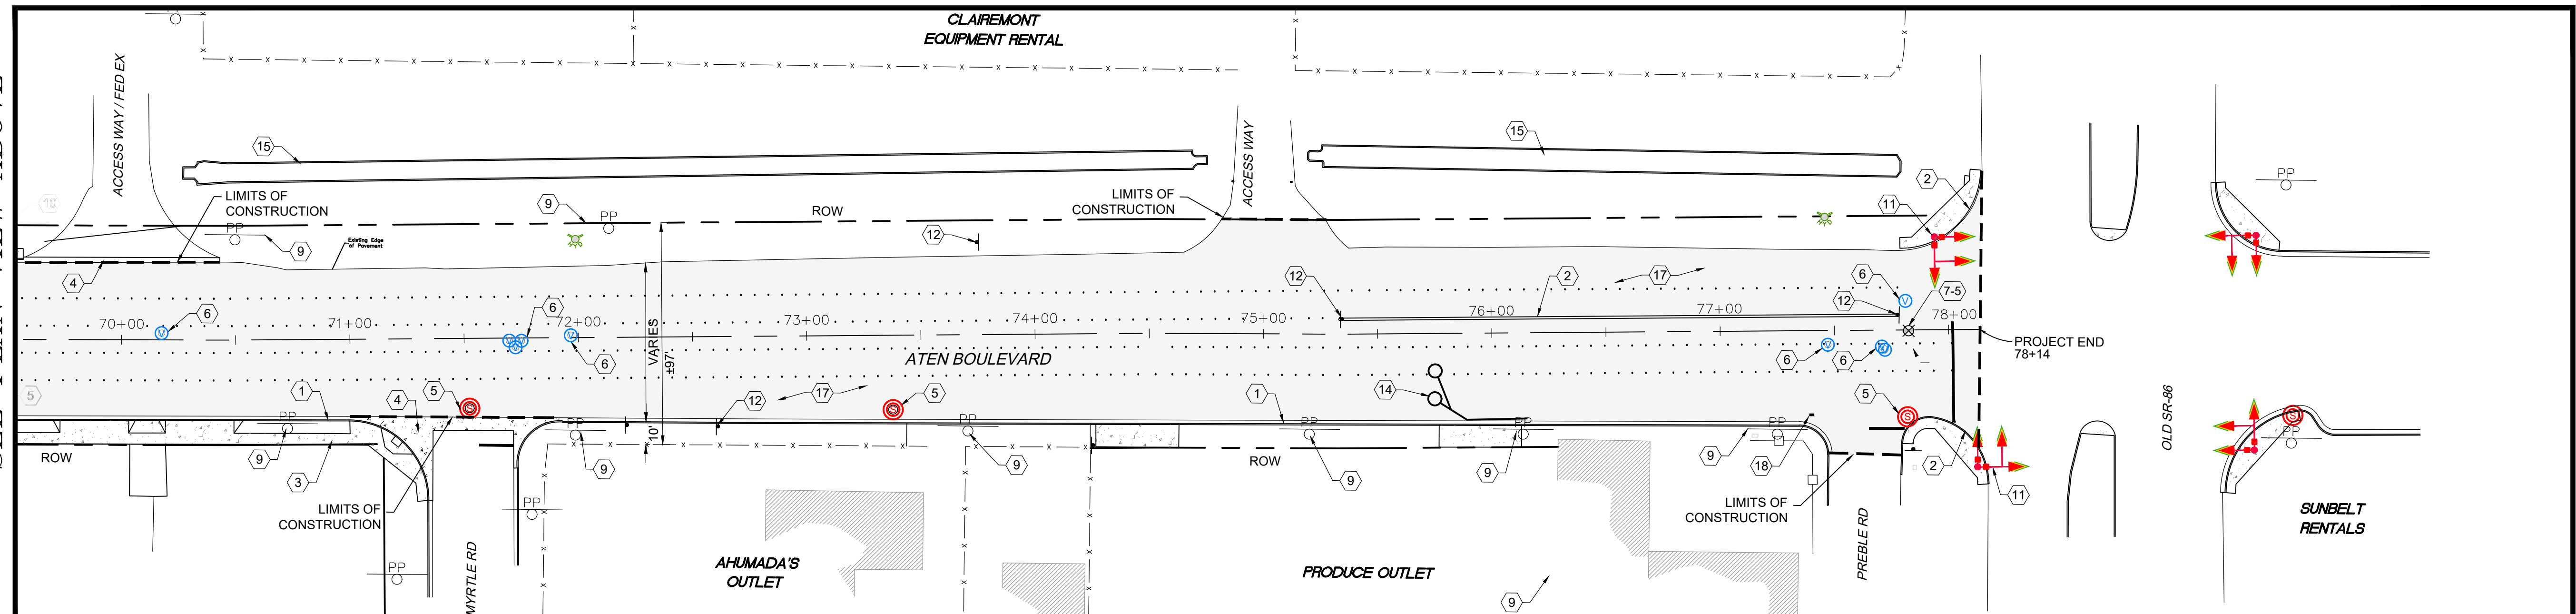 CLAIREMONT
EQUIPMENT RENTAL
ACCESS WAY / FED EX
ACCESS WAY
15
15
LIMITS OF
CONSTRUCTION
LIMITS OF
CONSTRUCTION
10
9
PP
ROW
2
11
PP
PP
9
Existing Edge
of Pavement
12
4
12
2
17
6
12
7-5
6
70+00
71+00
6
72+00
73+00
74+00
75+00
76+00
77+00
78+00
V
V
V
V
V
V
V
6
VARIES
±97'
ATEN BOULEVARD
6
6
PROJECT END
78+14
5
1
4
5
12
17
5
1
14
5
OLD SR-86
S
S
S
S
PP
PP
PP
PP
PP
PP
PP
10'
ROW
9
3
9
9
ROW
9
9
9
18
2
11
LIMITS OF
CONSTRUCTION
PP
LIMITS OF
CONSTRUCTION
SUNBELT
RENTALS
PP
MYRTLE RD
AHUMADA'S
OUTLET
PRODUCE OUTLET
PREBLE RD
9